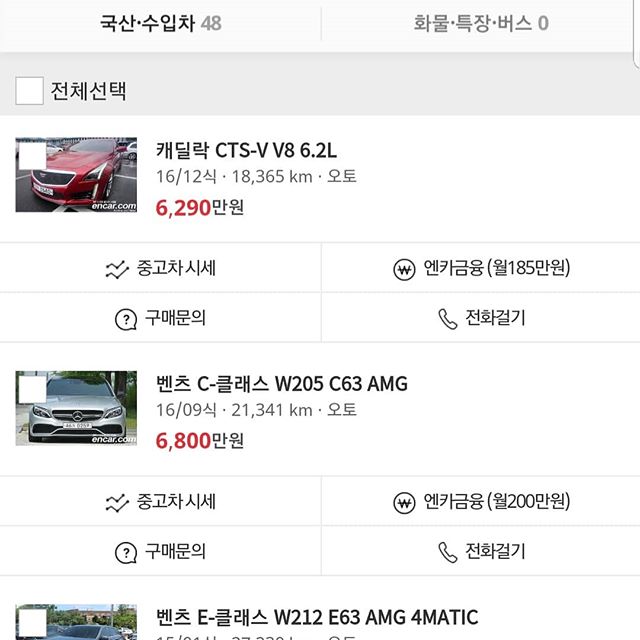 국산·수입차 48
화물·특장·버스 0
전체선택
캐딜락 CTS-V V8 6.2L
16/12식 · 18,365 km · 오토
6,290만원
encar.com
중고차 시세
엔카금융 (월185만원)
구매문의
전화걸기
벤츠 C-클래스 W205 C63 AMG
16/09식 · 21,341 km · 오토
6,800만원
encar.com
중고차 시세
엔카금융 (월200만원)
구매문의
전화걸기
벤츠 E-클래스 W212 E63 AMG 4MATIC